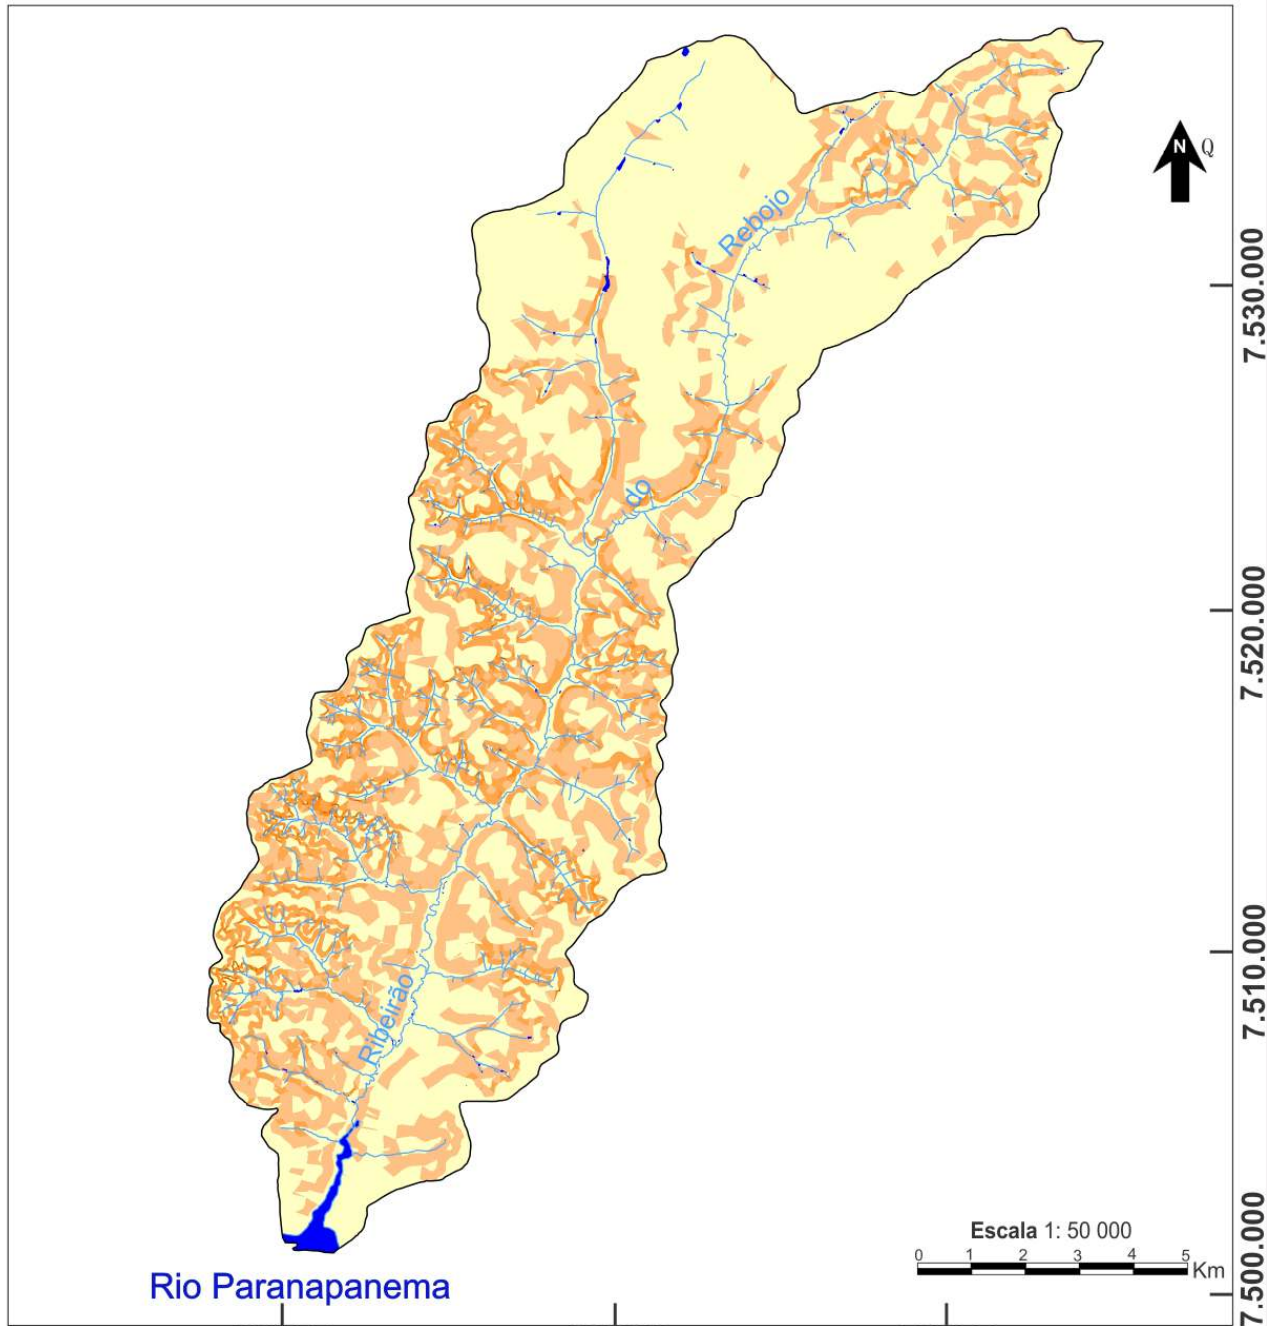 N Q
Rebojo
7.530.000
do
7.520.000
7.510.000
Ribeirão
Escala 1: 50 000
0 1 2 3 4 5
Km
7.500.000
Rio Paranapanema